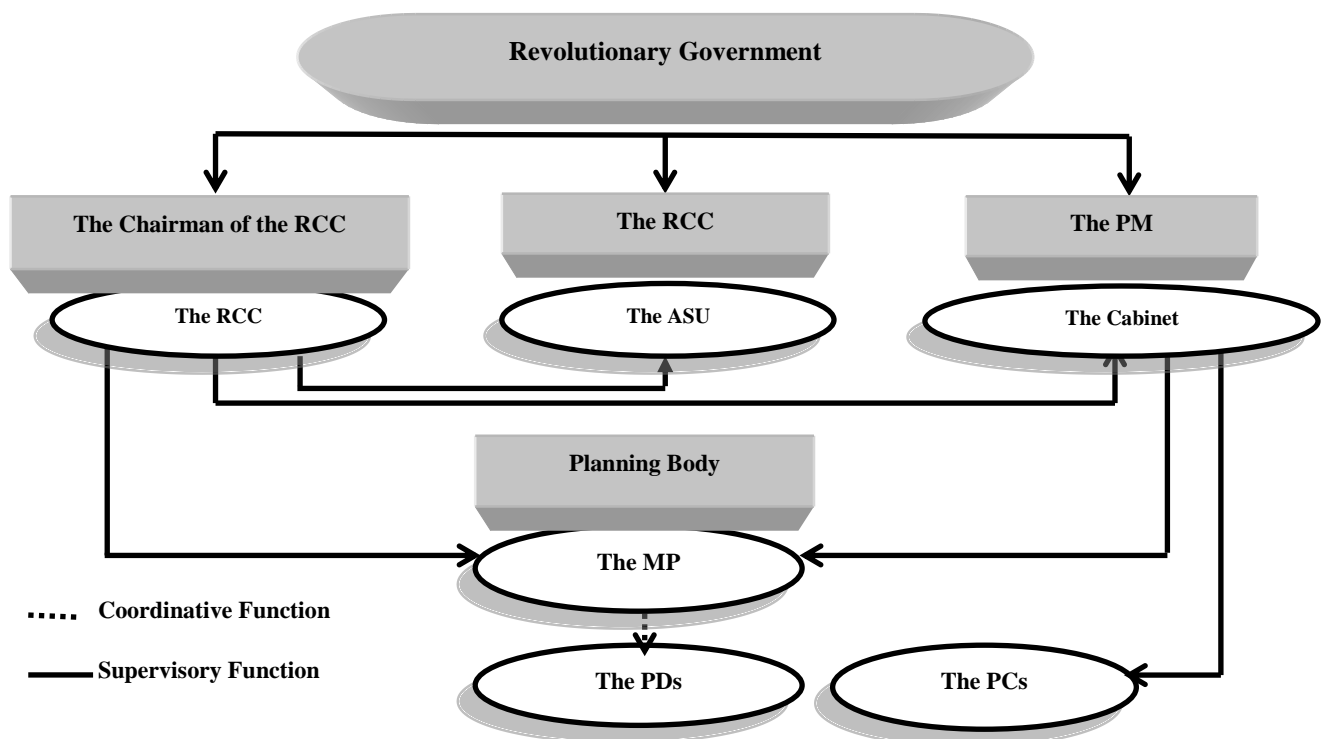 Revolutionary Government
The Chairman of the RCC
The RCC
The PM
The RCC
The ASU
The Cabinet
Planning Body
The MP
Coordinative Function
Supervisory Function
The PDs
The PCs